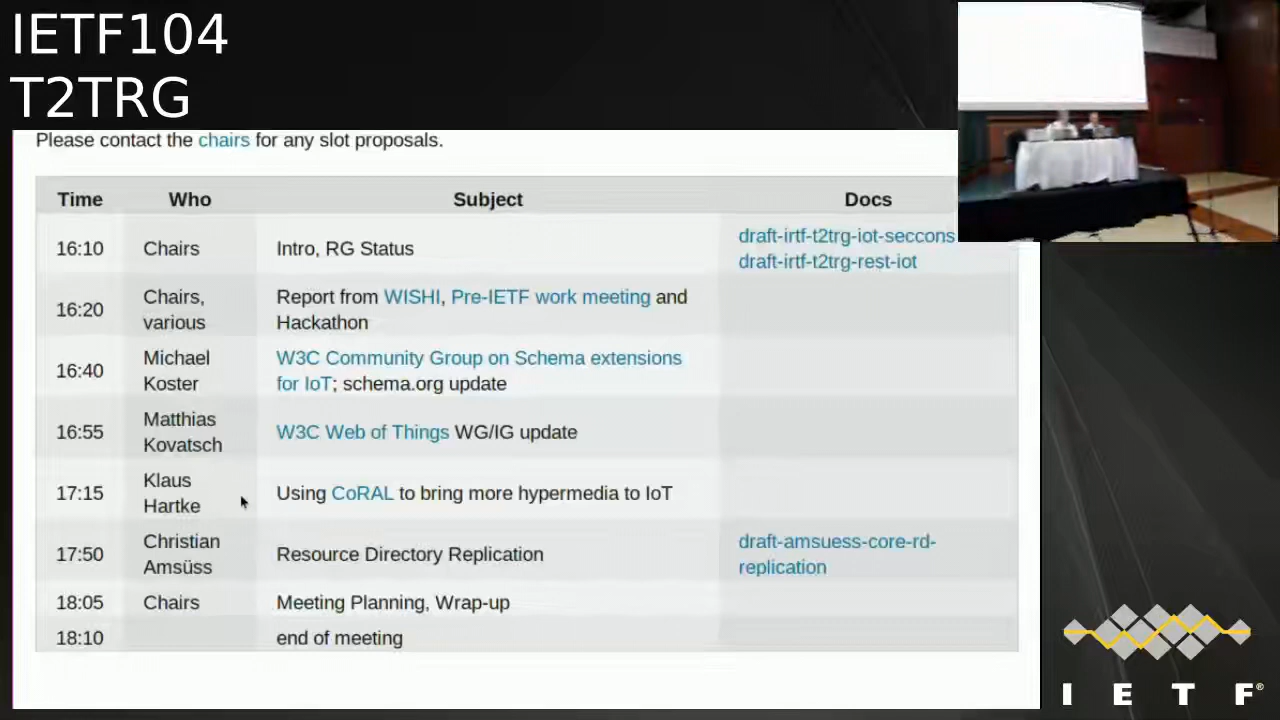 IETF104
T2TRG
Please contact the chairs for any slot proposals.
Time Who Subject Docs
16:10 Chairs Intro, RG Status draft-irtf-t2trg-iot-seccons
draft-irtf-t2trg-rest-iot
16:20 Chairs, various Report from WISHI, Pre-IETF work meeting and
Hackathon
16:40 Michael Koster W3C Community Group on Schema extensions
for IoT; schema.org update
16:55 Matthias Kovatsch W3C Web of Things WG/IG update
17:15 Klaus Hartke Using CoRAL to bring more hypermedia to IoT
17:50 Christian Amsüss Resource Directory Replication draft-amsuess-core-rd-
replication
18:05 Chairs Meeting Planning, Wrap-up
18:10 end of meeting
I E T F®